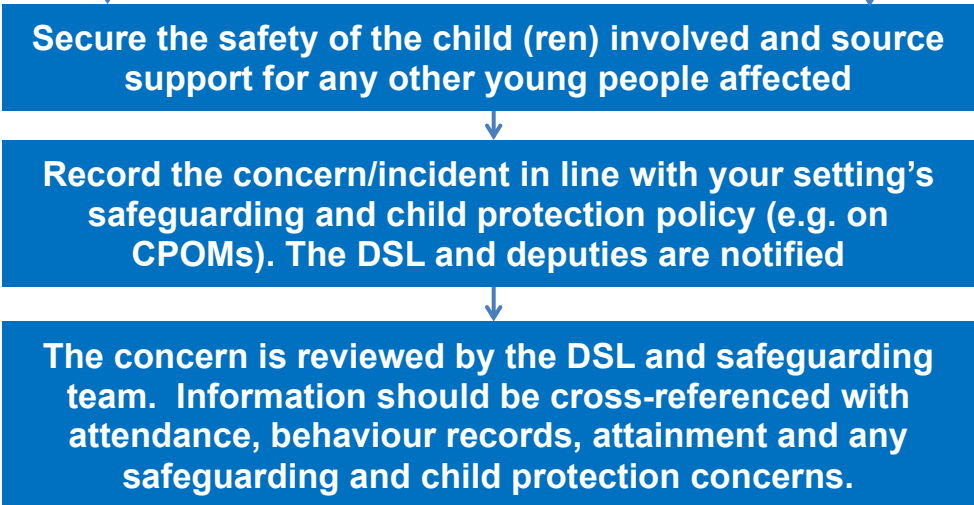 Secure the safety of the child (ren) involved and source
support for any other young people affected
Record the concern/incident in line with your setting’s
safeguarding and child protection policy (e.g. on
CPOMs). The DSL and deputies are notified
The concern is reviewed by the DSL and safeguarding
team.  Information should be cross-referenced with
attendance, behaviour records, attainment and any
safeguarding and child protection concerns.